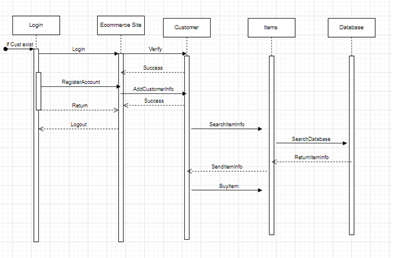 Login
Ecommerce Site
Customer
Items
Database
If Cust exist
Login
Verify
Success
RegisterAccount
AddCustomerInfo
Success
Return
Logout
SearchItemInfo
SearchDatabase
ReturnItemInfo
SendItemInfo
BuyItem